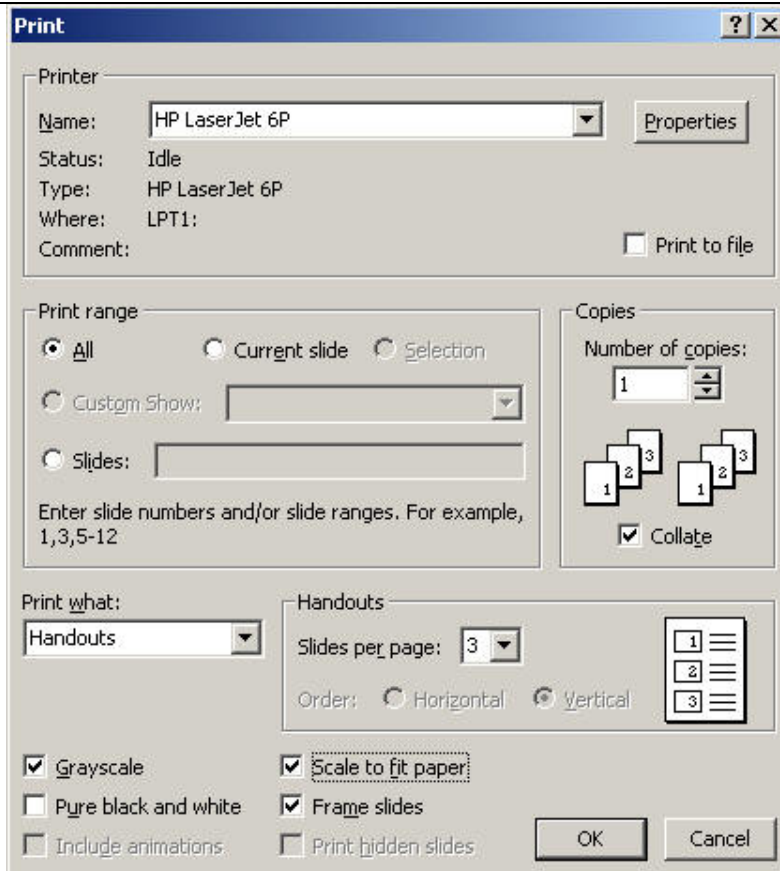 Print
Printer
Name: HP LaserJet 6P Properties
Status: Idle
Type: HP LaserJet 6P
Where: LPT1:
Comment: Print to file
Print range
All Current slide Selection
Custom Show:
Slides:
Enter slide numbers and/or slide ranges. For example,
1,3,5-12
Copies
Number of copies:
1
1 2 3 1 2 3
Collate
Print what:
Handouts
Handouts
Slides per page: 3
Order: Horizontal Vertical
1
2
3
Grayscale Scale to fit paper
Pure black and white Frame slides
Include animations Print hidden slides
OK Cancel